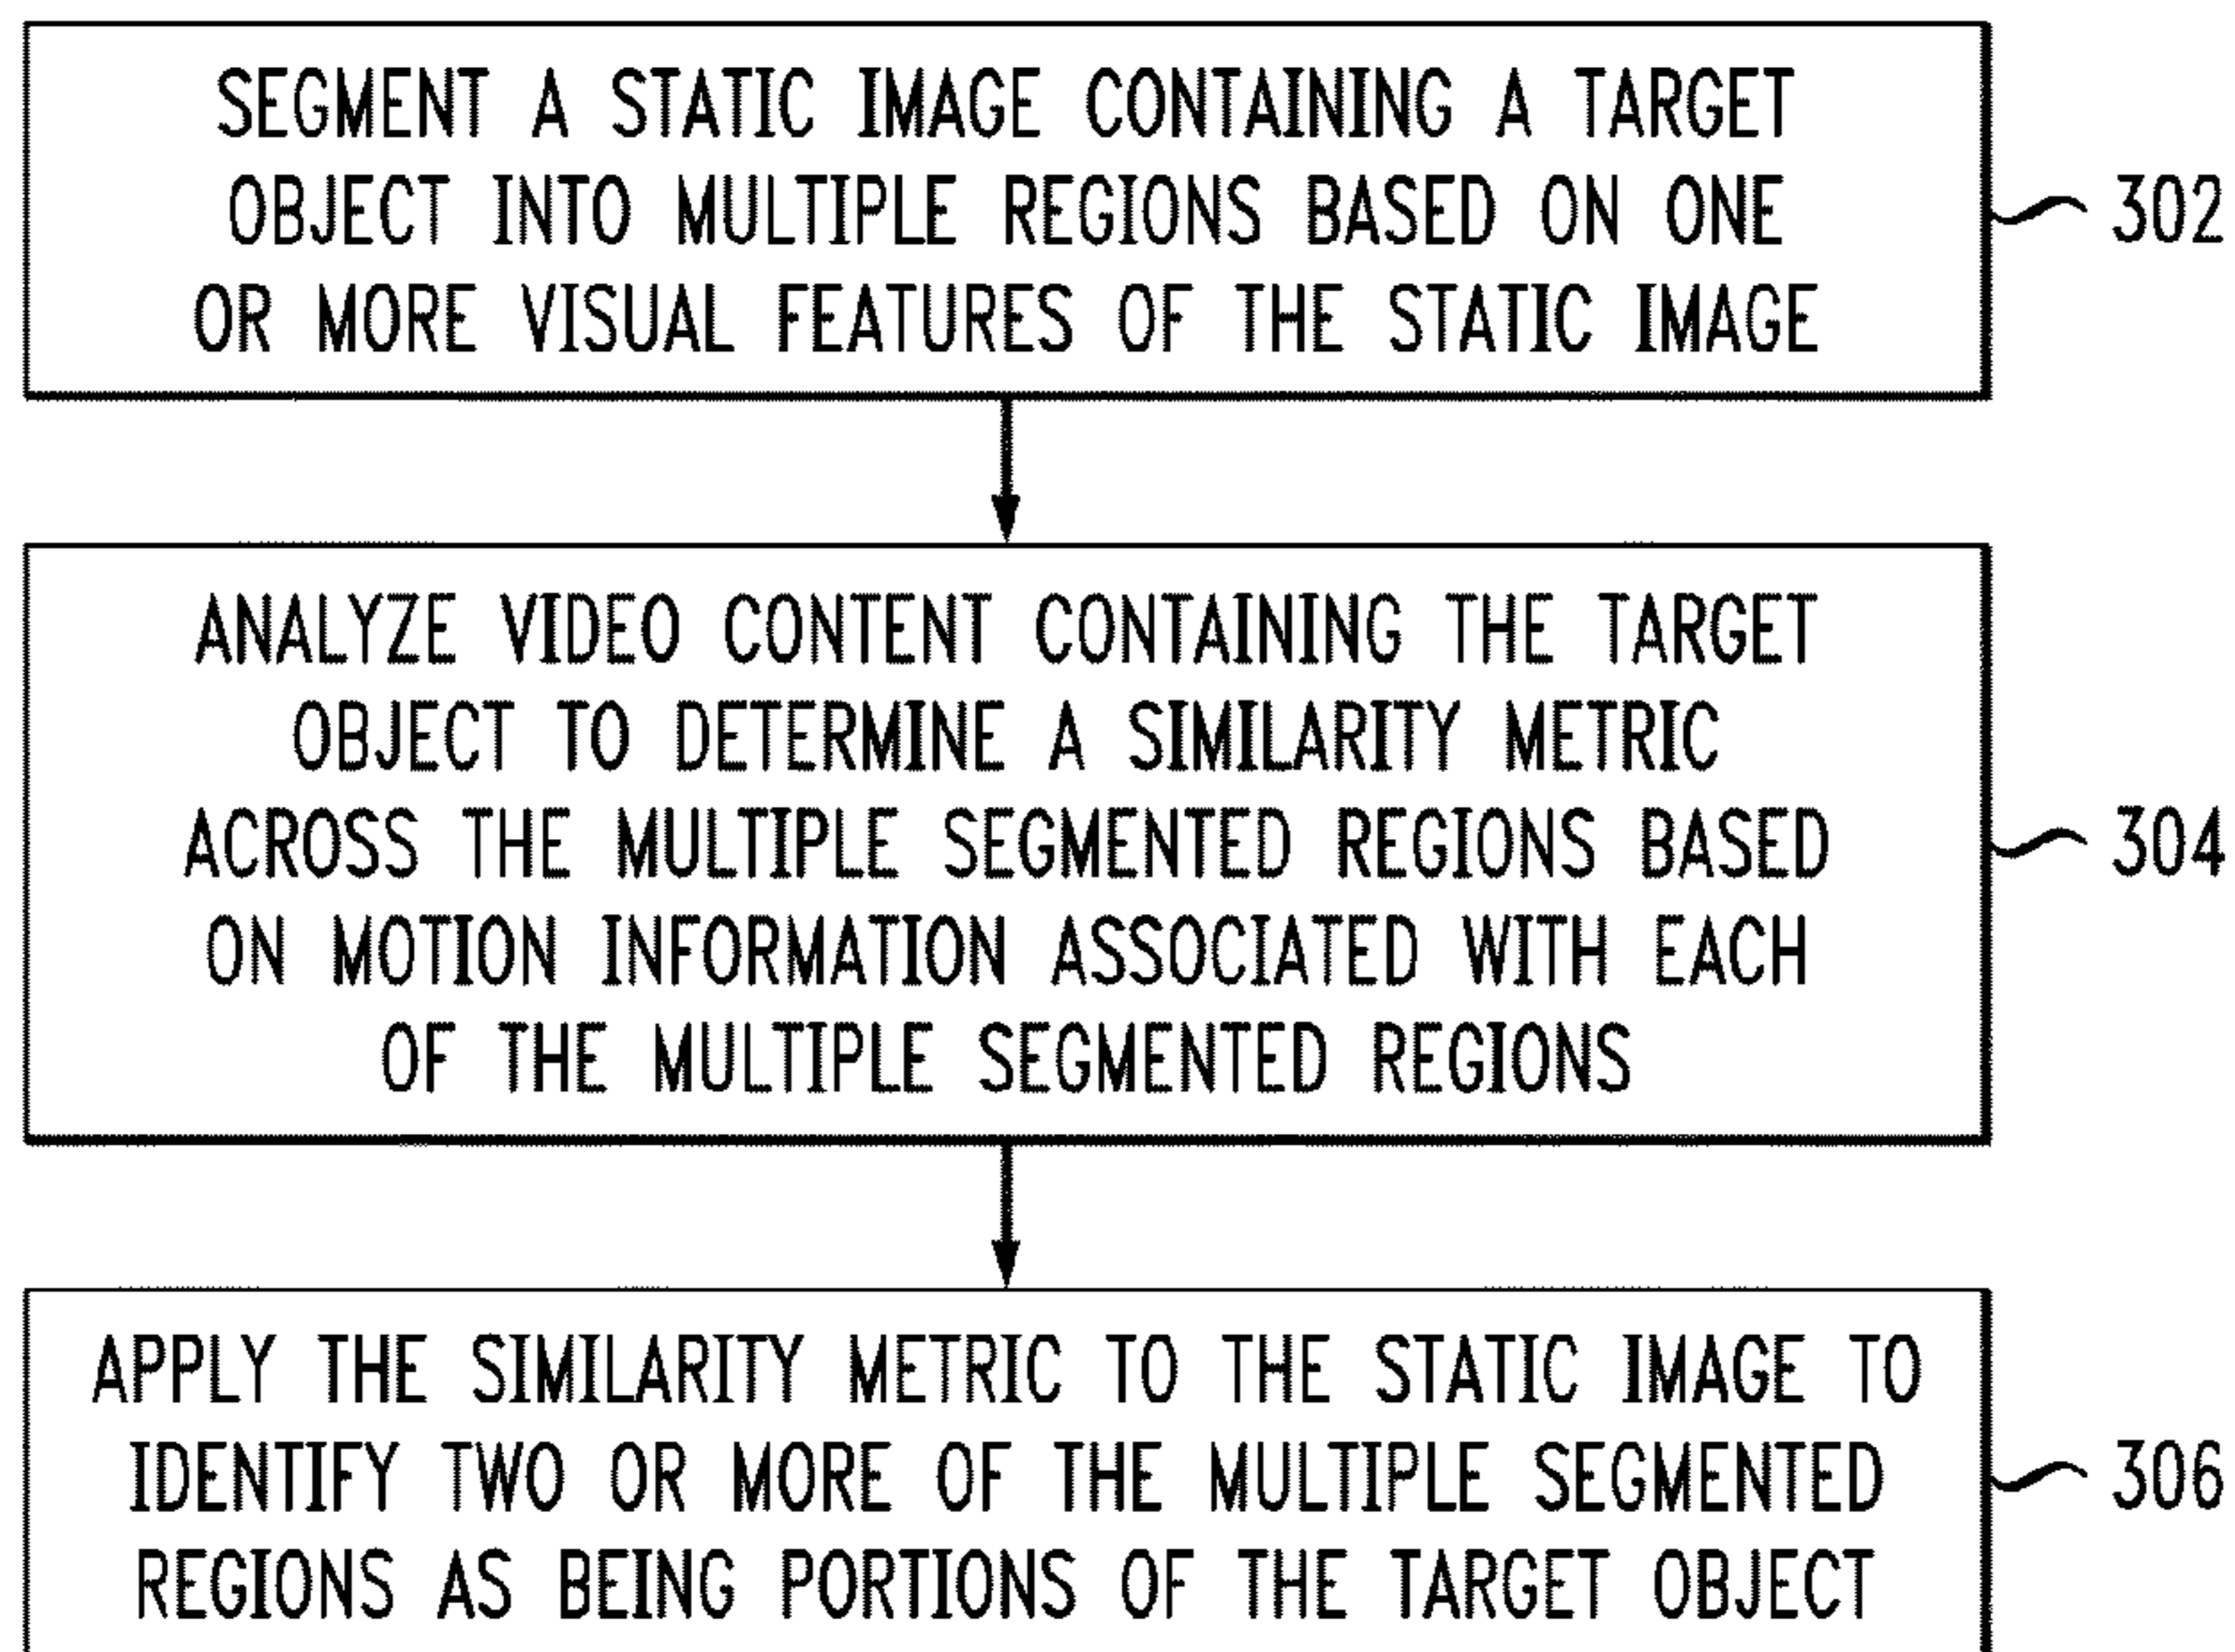 SEGMENT A STATIC IMAGE CONTAINING A TARGET
OBJECT INTO MULTIPLE REGIONS BASED ON ONE
OR MORE VISUAL FEATURES OF THE STATIC IMAGE
302
ANALYZE VIDEO CONTENT CONTAINING THE TARGET
OBJECT TO DETERMINE A SIMILARITY METRIC
ACROSS THE MULTIPLE SEGMENTED REGIONS BASED
ON MOTION INFORMATION ASSOCIATED WITH EACH
OF THE MULTIPLE SEGMENTED REGIONS
304
APPLY THE SIMILARITY METRIC TO THE STATIC IMAGE TO
IDENTIFY TWO OR MORE OF THE MULTIPLE SEGMENTED
REGIONS AS BEING PORTIONS OF THE TARGET OBJECT
306